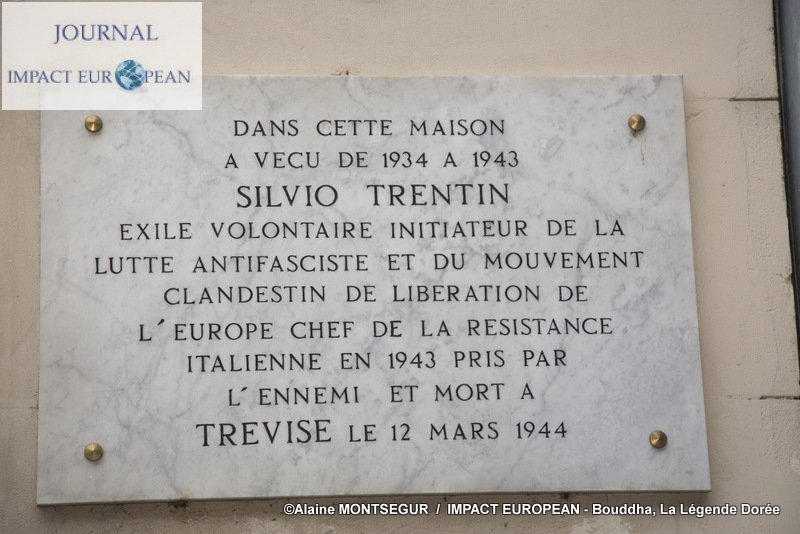 JOURNAL
IMPACT EUROPEAN
DANS CETTE MAISON
A VECU DE 1934 A 1943
SILVIO TRENTIN
EXILE VOLONTAIRE INITIATEUR DE LA
LUTTE ANTIFASCISTE ET DU MOUVEMENT
CLANDESTIN DE LIBERATION DE
L´EUROPE CHEF DE LA RESISTANCE
ITALIENNE EN 1943 PRIS PAR
L´ENNEMI ET MORT A
TREVISE LE 12 MARS 1944
©Alaine MONTSEGUR / IMPACT EUROPEAN - Bouddha, La Légende Dorée